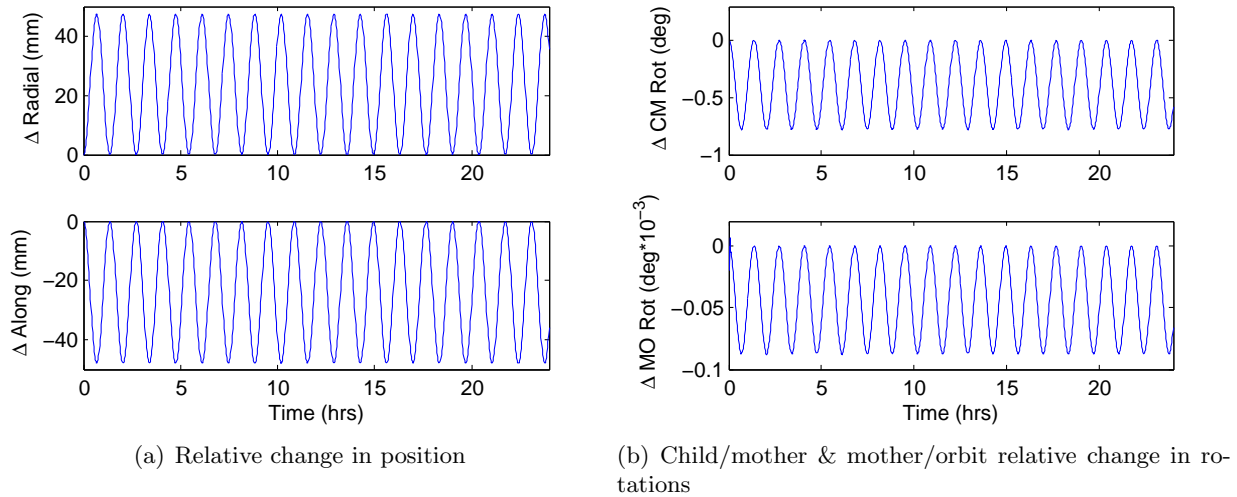 Δ Radial (mm)
40
20
0
0 5 10 15 20
Δ Along (mm)
0
−20
−40
0 5 10 15 20
Time (hrs)
(a) Relative change in position
Δ CM Rot (deg)
0
−0.5
−1
0 5 10 15 20
Δ MO Rot (deg*10⁻³)
0
−0.05
−0.1
0 5 10 15 20
Time (hrs)
(b) Child/mother & mother/orbit relative change in ro-
tations